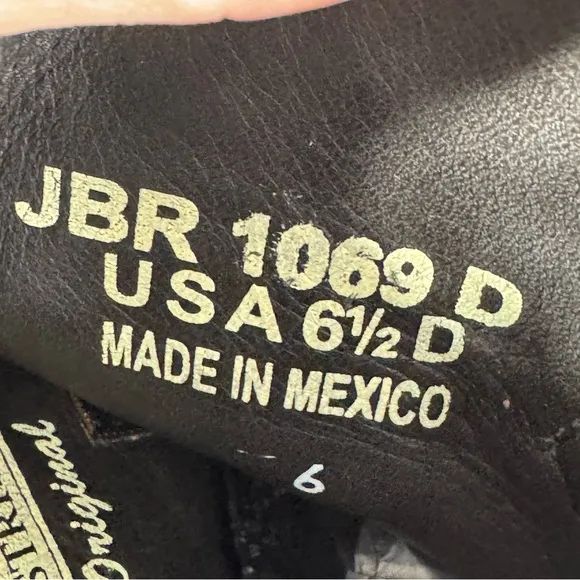 JBR 1069 D
USA 6½ D
MADE IN MEXICO
6
Original